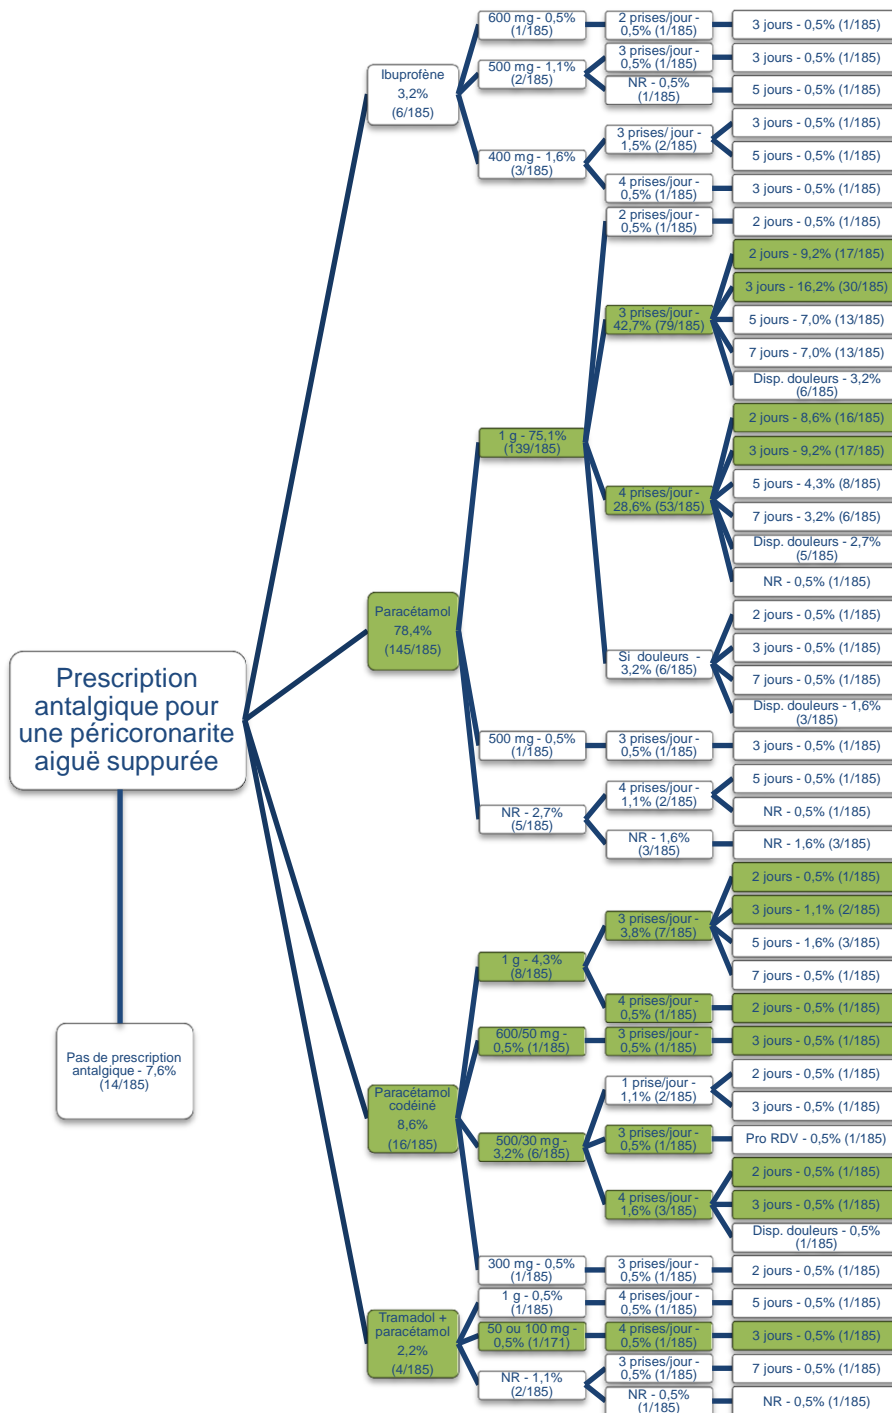 Prescription
antalgique pour
une péricoronarite
aiguë suppurée
Pas de prescription
antalgique - 7,6%
(14/185)
Ibuprofène
3,2%
(6/185)
600 mg - 0,5%
(1/185)
2 prises/jour -
0,5% (1/185)
3 jours - 0,5% (1/185)
500 mg - 1,1%
(2/185)
3 prises/jour -
0,5% (1/185)
3 jours - 0,5% (1/185)
NR - 0,5%
(1/185)
5 jours - 0,5% (1/185)
400 mg - 1,6%
(3/185)
3 prises/ jour -
1,5% (2/185)
3 jours - 0,5% (1/185)
5 jours - 0,5% (1/185)
4 prises/jour -
0,5% (1/185)
3 jours - 0,5% (1/185)
Paracétamol
78,4%
(145/185)
1 g - 75,1%
(139/185)
2 prises/jour -
0,5% (1/185)
2 jours - 0,5% (1/185)
3 prises/jour -
42,7% (79/185)
2 jours - 9,2% (17/185)
3 jours - 16,2% (30/185)
5 jours - 7,0% (13/185)
7 jours - 7,0% (13/185)
Disp. douleurs - 3,2%
(6/185)
4 prises/jour -
28,6% (53/185)
2 jours - 8,6% (16/185)
3 jours - 9,2% (17/185)
5 jours - 4,3% (8/185)
7 jours - 3,2% (6/185)
Disp. douleurs - 2,7%
(5/185)
NR - 0,5% (1/185)
Si douleurs -
3,2% (6/185)
2 jours - 0,5% (1/185)
3 jours - 0,5% (1/185)
7 jours - 0,5% (1/185)
Disp. douleurs - 1,6%
(3/185)
500 mg - 0,5%
(1/185)
3 prises/jour -
0,5% (1/185)
3 jours - 0,5% (1/185)
NR - 2,7%
(5/185)
4 prises/jour -
1,1% (2/185)
5 jours - 0,5% (1/185)
NR - 0,5% (1/185)
NR - 1,6%
(3/185)
NR - 1,6% (3/185)
Paracétamol
codéiné
8,6%
(16/185)
1 g - 4,3%
(8/185)
3 prises/jour -
3,8% (7/185)
2 jours - 0,5% (1/185)
3 jours - 1,1% (2/185)
5 jours - 1,6% (3/185)
7 jours - 0,5% (1/185)
4 prises/jour -
0,5% (1/185)
2 jours - 0,5% (1/185)
600/50 mg -
0,5% (1/185)
3 prises/jour -
0,5% (1/185)
3 jours - 0,5% (1/185)
500/30 mg -
3,2% (6/185)
1 prise/jour -
1,1% (2/185)
2 jours - 0,5% (1/185)
3 jours - 0,5% (1/185)
3 prises/jour -
0,5% (1/185)
Pro RDV - 0,5% (1/185)
4 prises/jour -
1,6% (3/185)
2 jours - 0,5% (1/185)
3 jours - 0,5% (1/185)
Disp. douleurs - 0,5%
(1/185)
300 mg - 0,5%
(1/185)
3 prises/jour -
0,5% (1/185)
2 jours - 0,5% (1/185)
Tramadol +
paracétamol
2,2%
(4/185)
1 g - 0,5%
(1/185)
4 prises/jour -
0,5% (1/185)
5 jours - 0,5% (1/185)
50 ou 100 mg -
0,5% (1/171)
4 prises/jour -
0,5% (1/185)
3 jours - 0,5% (1/185)
NR - 1,1%
(2/185)
3 prises/jour -
0,5% (1/185)
7 jours - 0,5% (1/185)
NR - 0,5%
(1/185)
NR - 0,5% (1/185)